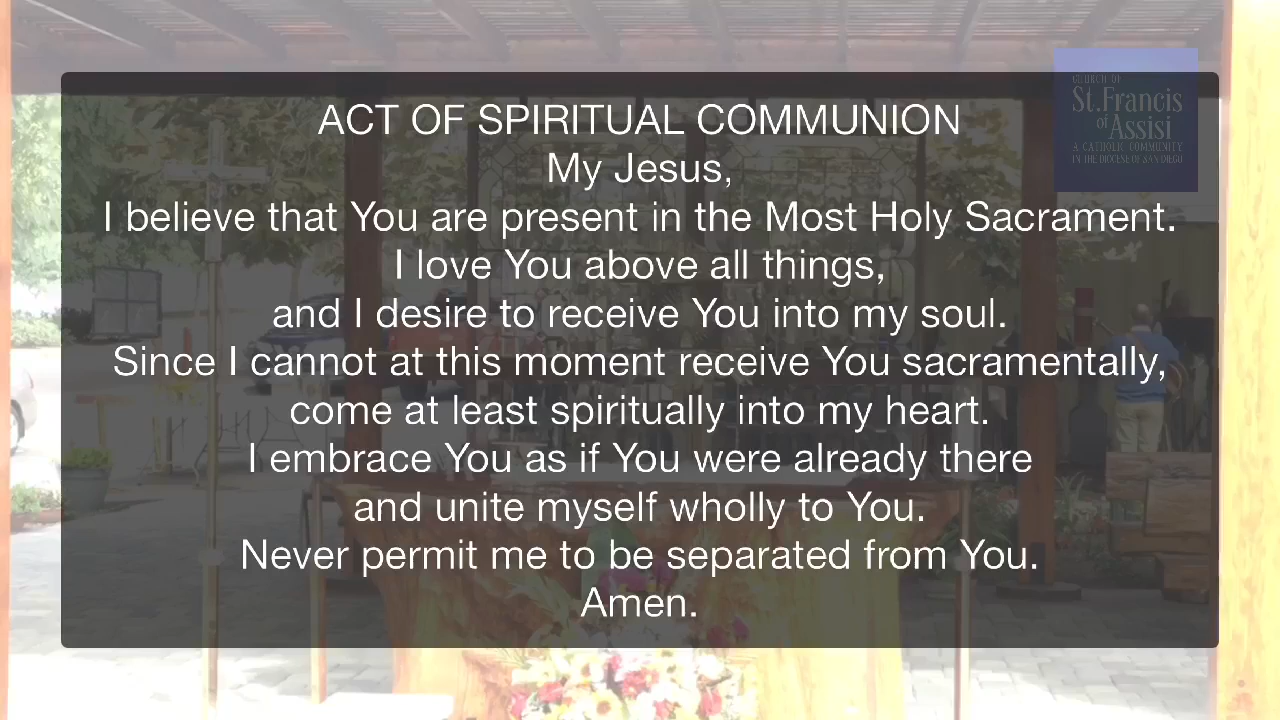 CHURCH OF
St. Francis
of Assisi
A CATHOLIC COMMUNITY
IN THE DIOCESE OF SAN DIEGO
ACT OF SPIRITUAL COMMUNION
My Jesus,
I believe that You are present in the Most Holy Sacrament.
I love You above all things,
and I desire to receive You into my soul.
Since I cannot at this moment receive You sacramentally,
come at least spiritually into my heart.
I embrace You as if You were already there
and unite myself wholly to You.
Never permit me to be separated from You.
Amen.